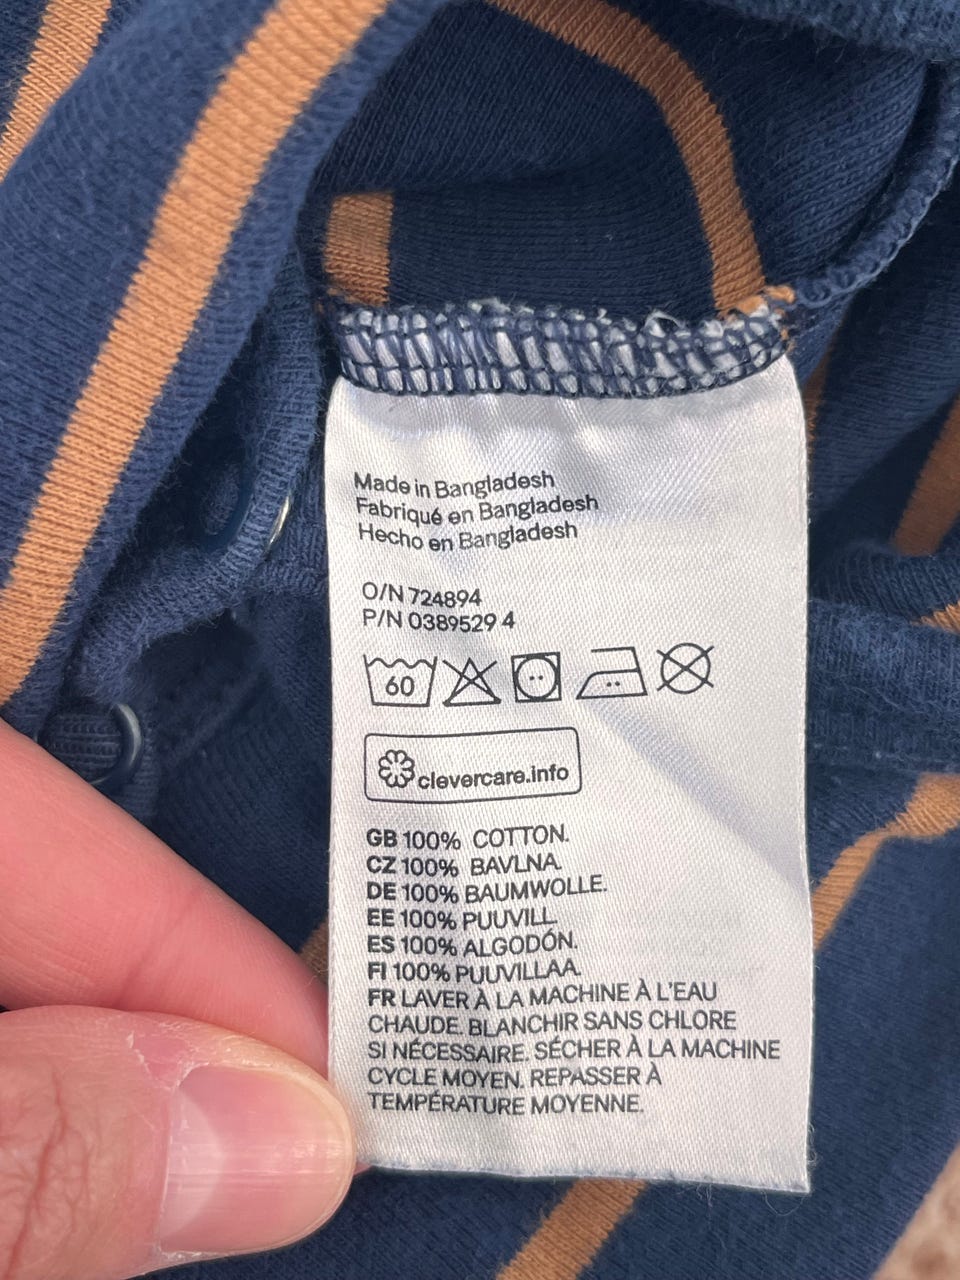 Made in Bangladesh
Fabriqué en Bangladesh
Hecho en Bangladesh
O/N 724894
P/N 0389529 4
60
clevercare.info
GB 100% COTTON.
CZ 100% BAVLNA.
DE 100% BAUMWOLLE.
EE 100% PUUVILL.
ES 100% ALGODÓN.
FI 100% PUUVILLAA.
FR LAVER À LA MACHINE À L'EAU
CHAUDE. BLANCHIR SANS CHLORE
SI NÉCESSAIRE. SÉCHER À LA MACHINE
CYCLE MOYEN. REPASSER À
TEMPÉRATURE MOYENNE.